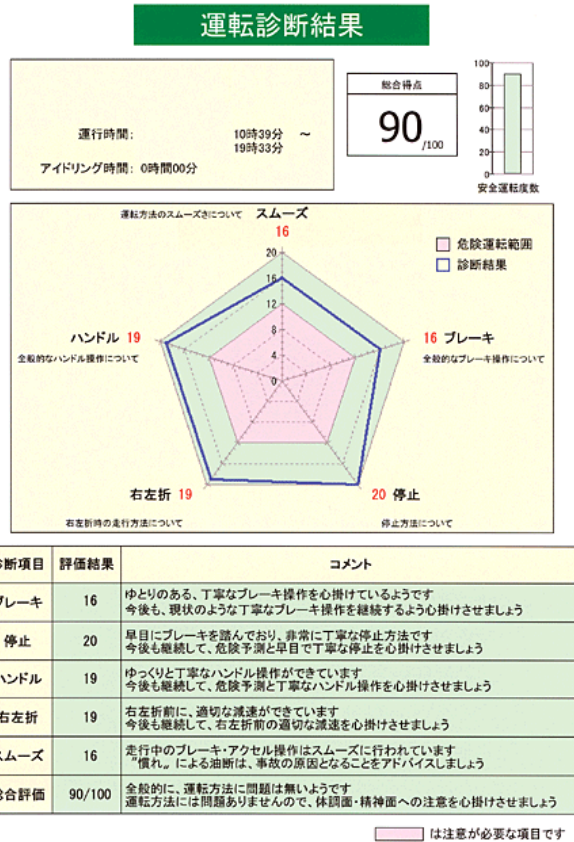 運転診断結果
運行時間: 10時39分 ～
19時33分
アイドリング時間: 0時間00分
総合得点
90/100
100
80
60
40
20
0
安全運転度数
運転方法のスムーズさについて スムーズ
16
危険運転範囲
診断結果
20
16
12
8
4
0
ハンドル 19
全般的なハンドル操作について
16 ブレーキ
全般的なブレーキ操作について
右左折 19
右左折時の走行方法について
20 停止
停止方法について
断項目 評価結果 コメント
ブレーキ 16 ゆとりのある、丁寧なブレーキ操作を心掛けているようです
今後も、現状のような丁寧なブレーキ操作を継続するよう心掛けさせましょう
停止 20 早目にブレーキを踏んでおり、非常に丁寧な停止方法です
今後も継続して、危険予測と早目で丁寧な停止を心掛けさせましょう
ハンドル 19 ゆっくりと丁寧なハンドル操作ができています
今後も継続して、危険予測と丁寧なハンドル操作を心掛けさせましょう
右左折 19 右左折前に、適切な減速ができています
今後も継続して、右左折前の適切な減速を心掛けさせましょう
スムーズ 16 走行中のブレーキ・アクセル操作はスムーズに行われています
〝慣れ〟による油断は、事故の原因となることをアドバイスしましょう
総合評価 90/100 全般的に、運転方法に問題は無いようです
運転方法には問題ありませんので、体調面・精神面への注意を心掛けさせましょう
は注意が必要な項目です